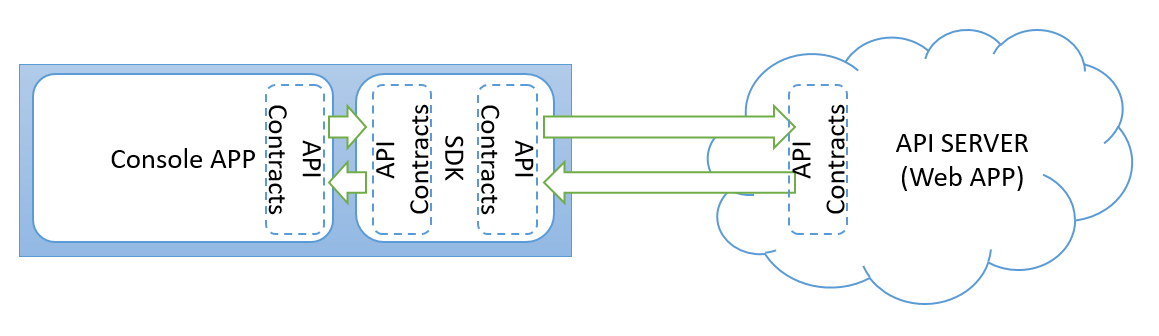 Console APP
API
Contracts
API
Contracts
SDK
API
Contracts
API
Contracts
API SERVER
(Web APP)